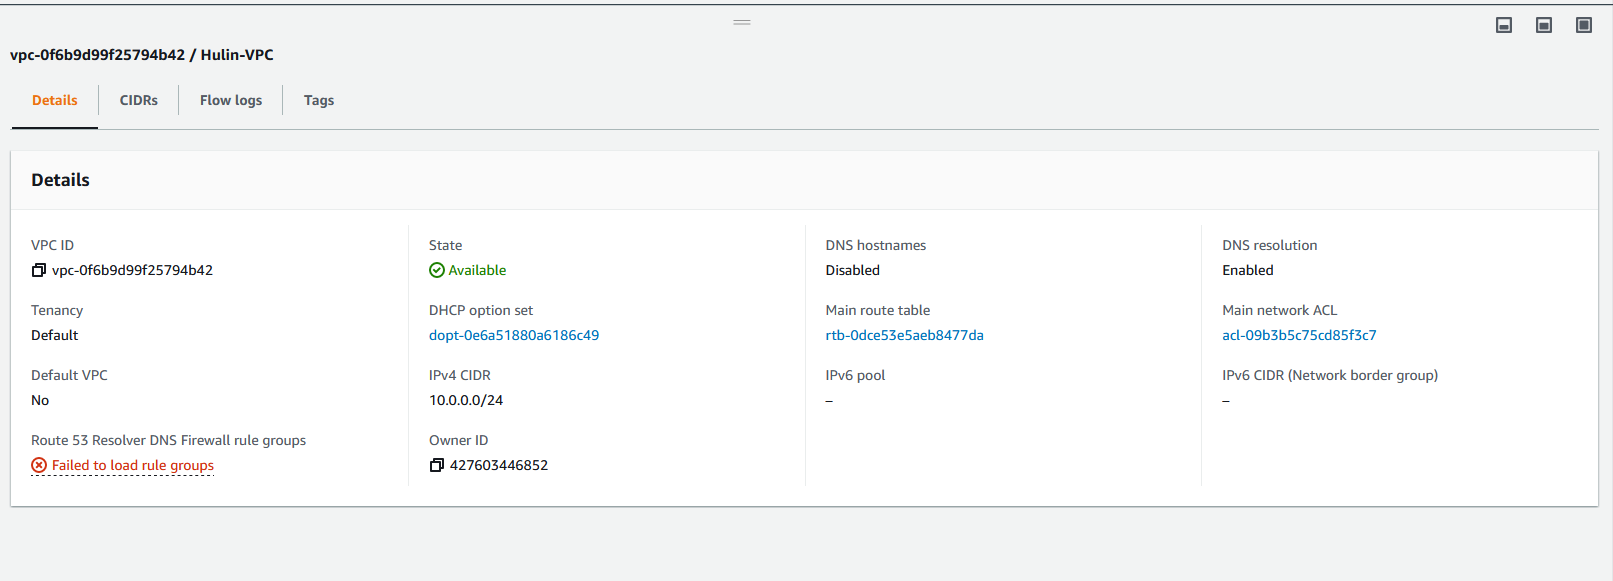 vpc-0f6b9d99f25794b42 / Hulin-VPC
Details CIDRs Flow logs Tags
Details
VPC ID
vpc-0f6b9d99f25794b42
State
Available
DNS hostnames
Disabled
DNS resolution
Enabled
Tenancy
Default
DHCP option set
dopt-0e6a51880a6186c49
Main route table
rtb-0dce53e5aeb8477da
Main network ACL
acl-09b3b5c75cd85f3c7
Default VPC
No
IPv4 CIDR
10.0.0.0/24
IPv6 pool
–
IPv6 CIDR (Network border group)
–
Route 53 Resolver DNS Firewall rule groups
Failed to load rule groups
Owner ID
427603446852